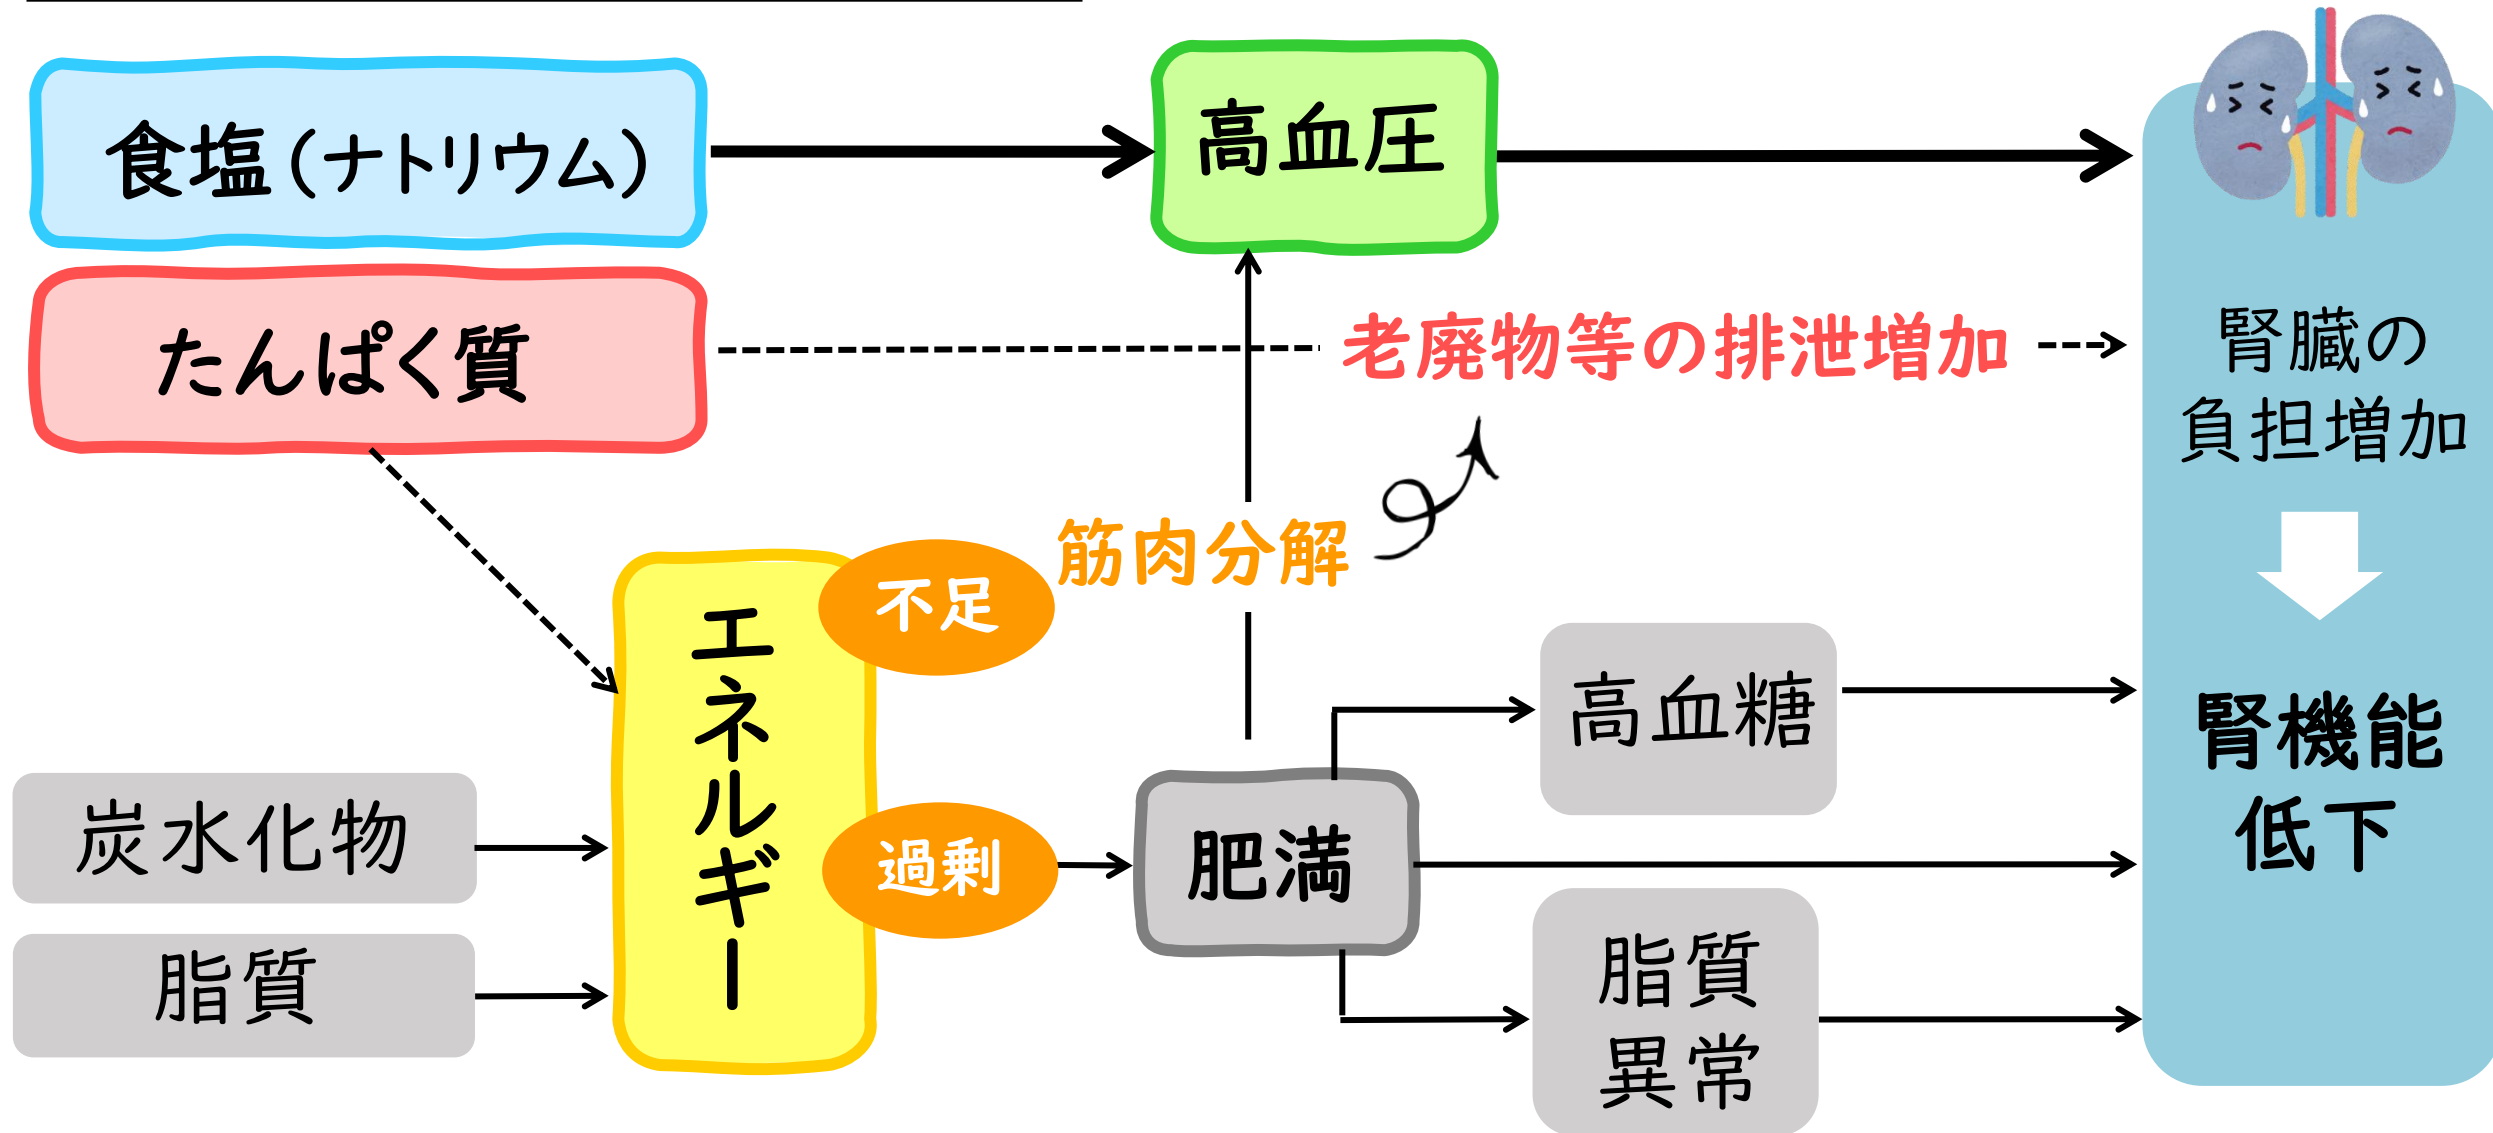 食塩(ナトリウム)
高血圧
たんぱく質
老廃物等の排泄増加
腎臓の
負担増加
筋肉分解
不足
エネルギー
高血糖
腎機能
低下
炭水化物
過剰
肥満
脂質
脂質
異常